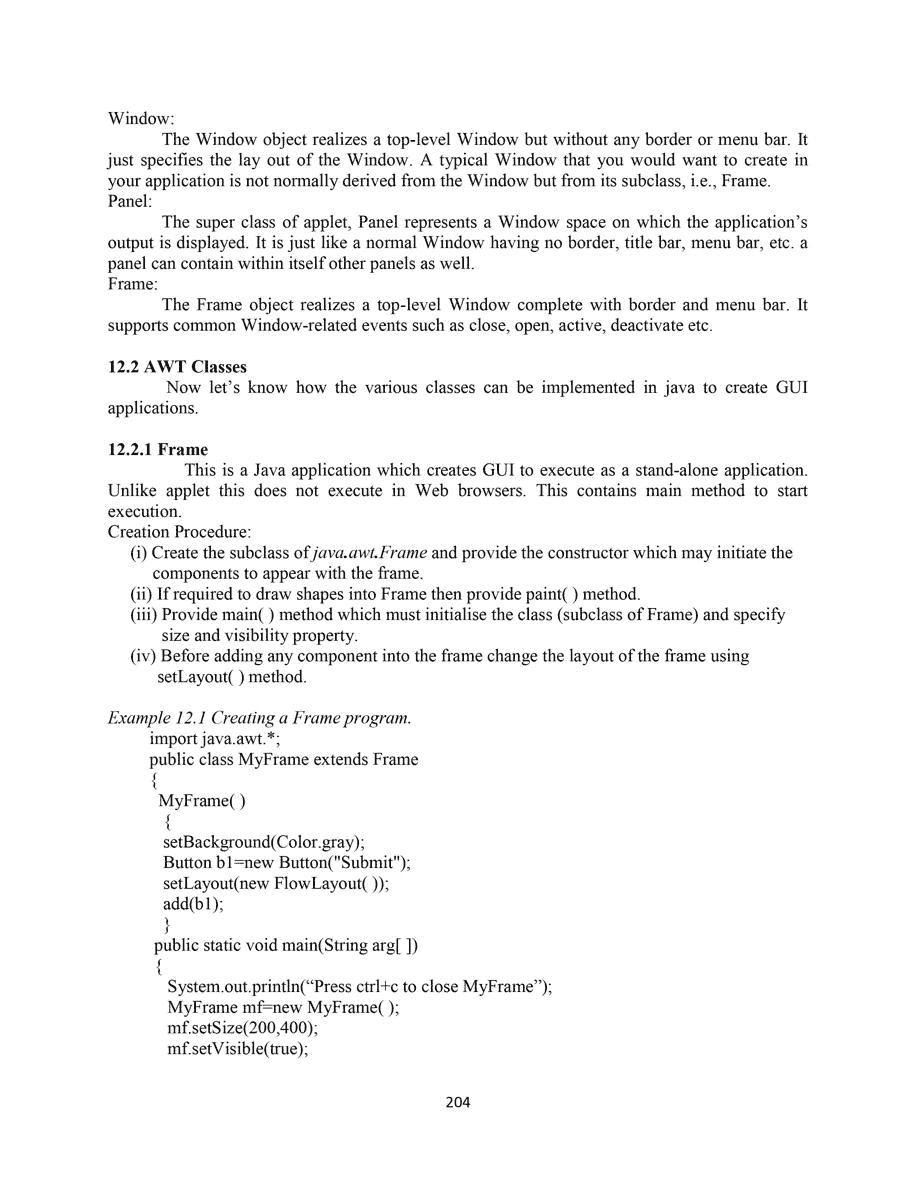 Window:
The Window object realizes a top-level Window but without any border or menu bar. It
just specifies the lay out of the Window. A typical Window that you would want to create in
your application is not normally derived from the Window but from its subclass, i.e., Frame.
Panel:
The super class of applet, Panel represents a Window space on which the application’s
output is displayed. It is just like a normal Window having no border, title bar, menu bar, etc. a
panel can contain within itself other panels as well.
Frame:
The Frame object realizes a top-level Window complete with border and menu bar. It
supports common Window-related events such as close, open, active, deactivate etc.
12.2 AWT Classes
Now let’s know how the various classes can be implemented in java to create GUI
applications.
12.2.1 Frame
This is a Java application which creates GUI to execute as a stand-alone application.
Unlike applet this does not execute in Web browsers. This contains main method to start
execution.
Creation Procedure:
(i) Create the subclass of java.awt.Frame and provide the constructor which may initiate the
components to appear with the frame.
(ii) If required to draw shapes into Frame then provide paint( ) method.
(iii) Provide main( ) method which must initialise the class (subclass of Frame) and specify
size and visibility property.
(iv) Before adding any component into the frame change the layout of the frame using
setLayout( ) method.
Example 12.1 Creating a Frame program.
import java.awt.*;
public class MyFrame extends Frame
{
MyFrame( )
{
setBackground(Color.gray);
Button b1=new Button("Submit");
setLayout(new FlowLayout( ));
add(b1);
}
public static void main(String arg[ ])
{
System.out.println(“Press ctrl+c to close MyFrame”);
MyFrame mf=new MyFrame( );
mf.setSize(200,400);
mf.setVisible(true);
204